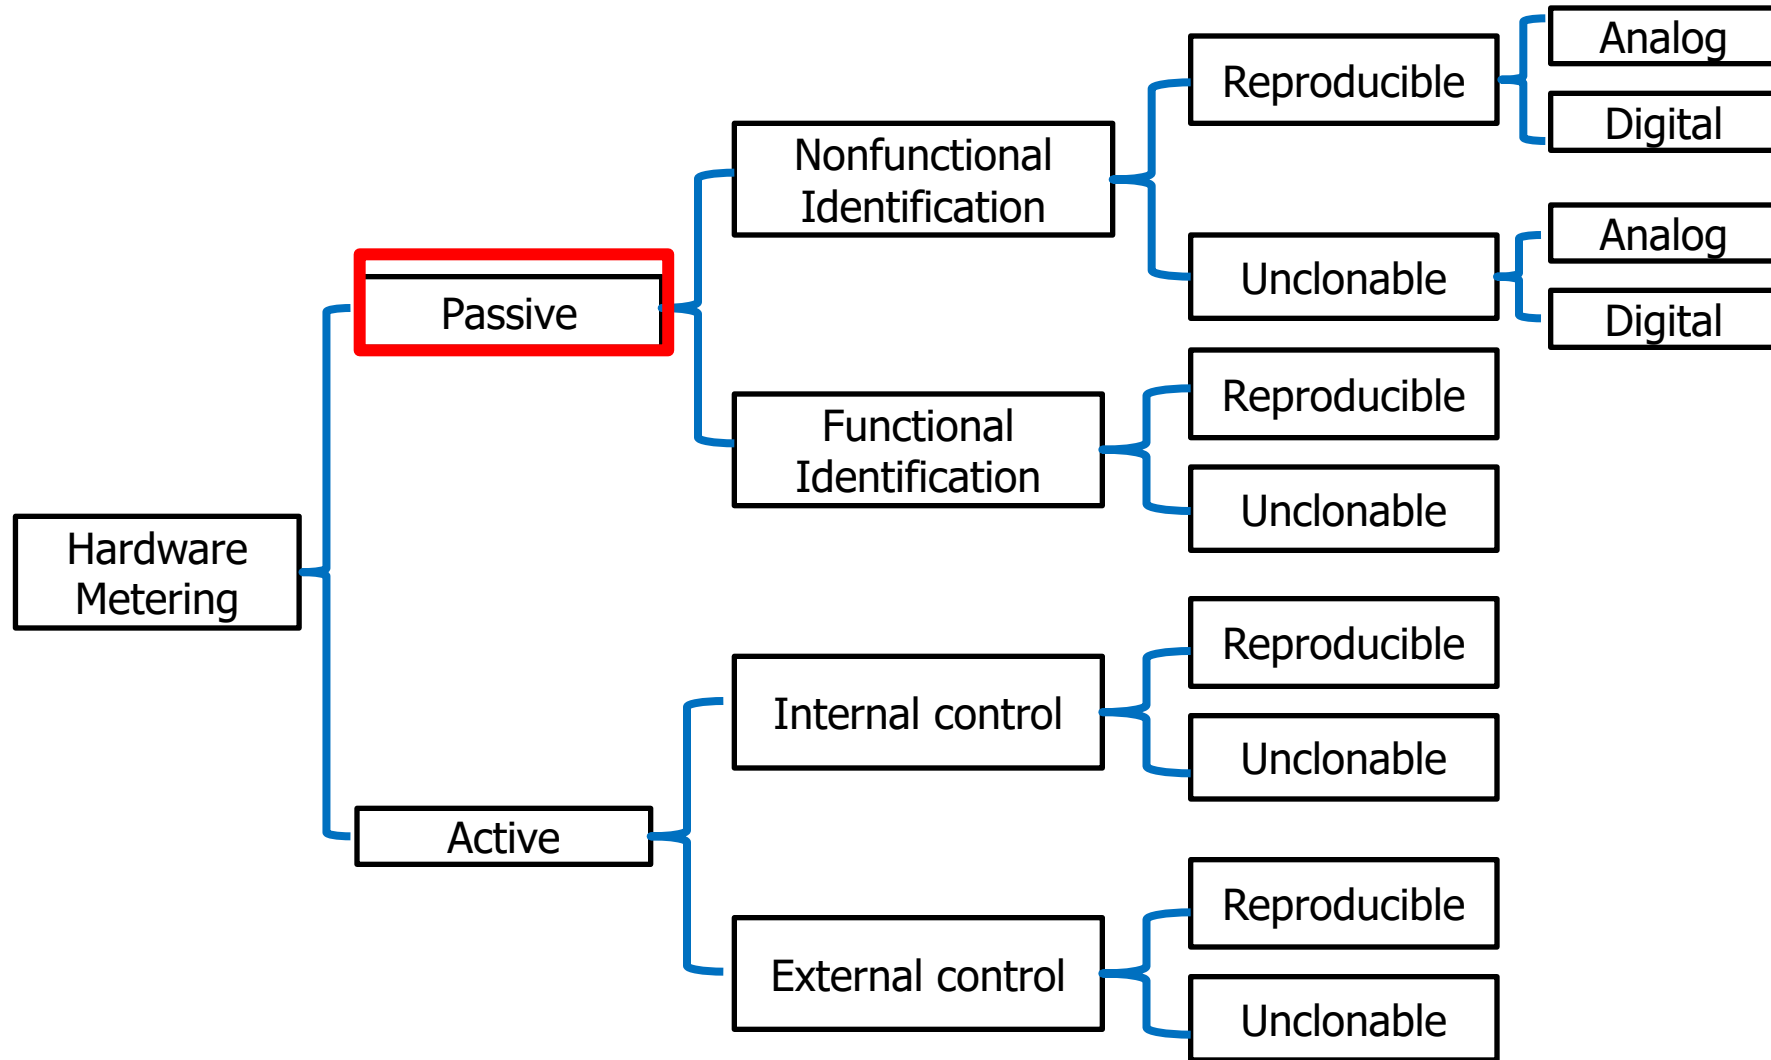 Hardware
Metering
Passive
Nonfunctional
Identification
Reproducible
Analog
Digital
Unclonable
Analog
Digital
Functional
Identification
Reproducible
Unclonable
Active
Internal control
Reproducible
Unclonable
External control
Reproducible
Unclonable